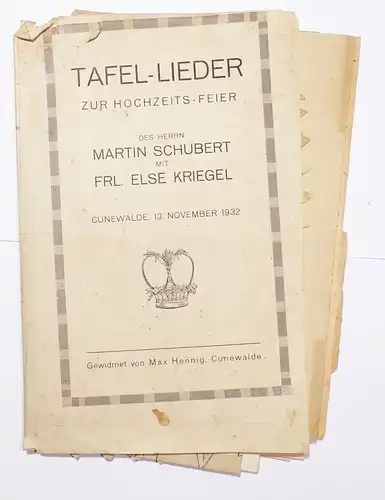 TAFEL-LIEDER
ZUR HOCHZEITS-FEIER
DES HERRN
MARTIN SCHUBERT
MIT
FRL. ELSE KRIEGEL
CUNEWALDE, 13. NOVEMBER 1932
Gewidmet von Max Hennig, Cunewalde.